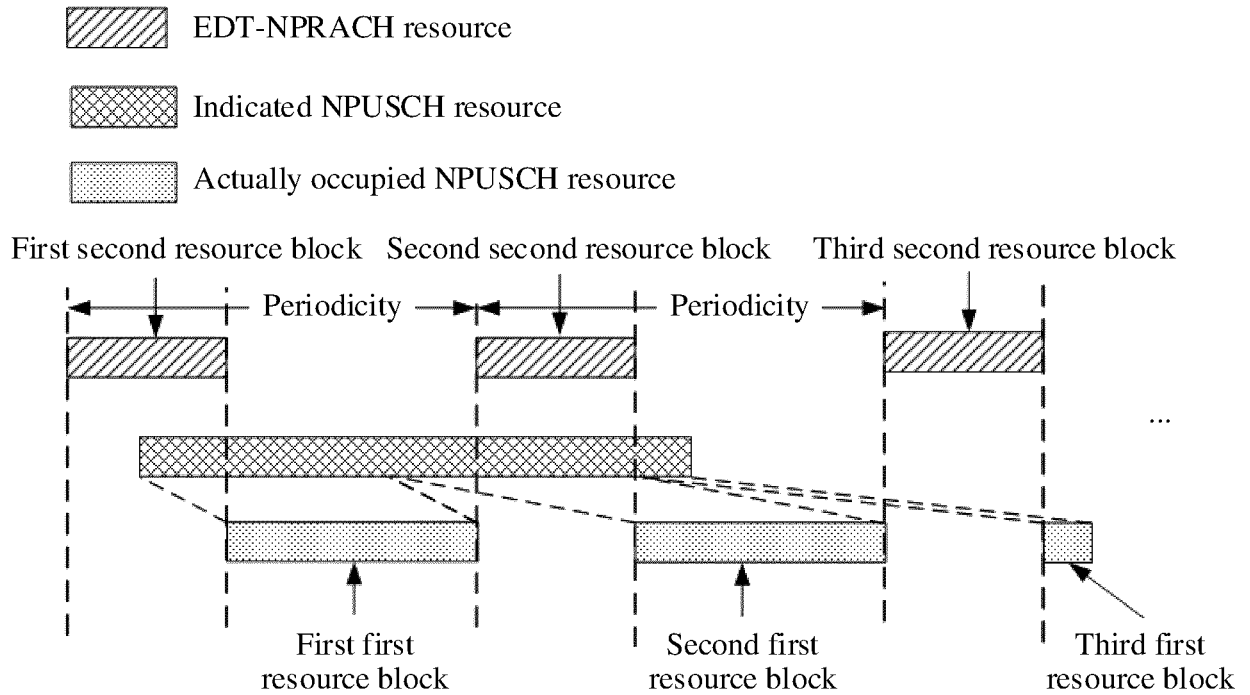 EDT-NPRACH resource
Indicated NPUSCH resource
Actually occupied NPUSCH resource
First second resource block
Second second resource block
Third second resource block
Periodicity
Periodicity
...
First first
resource block
Second first
resource block
Third first
resource block